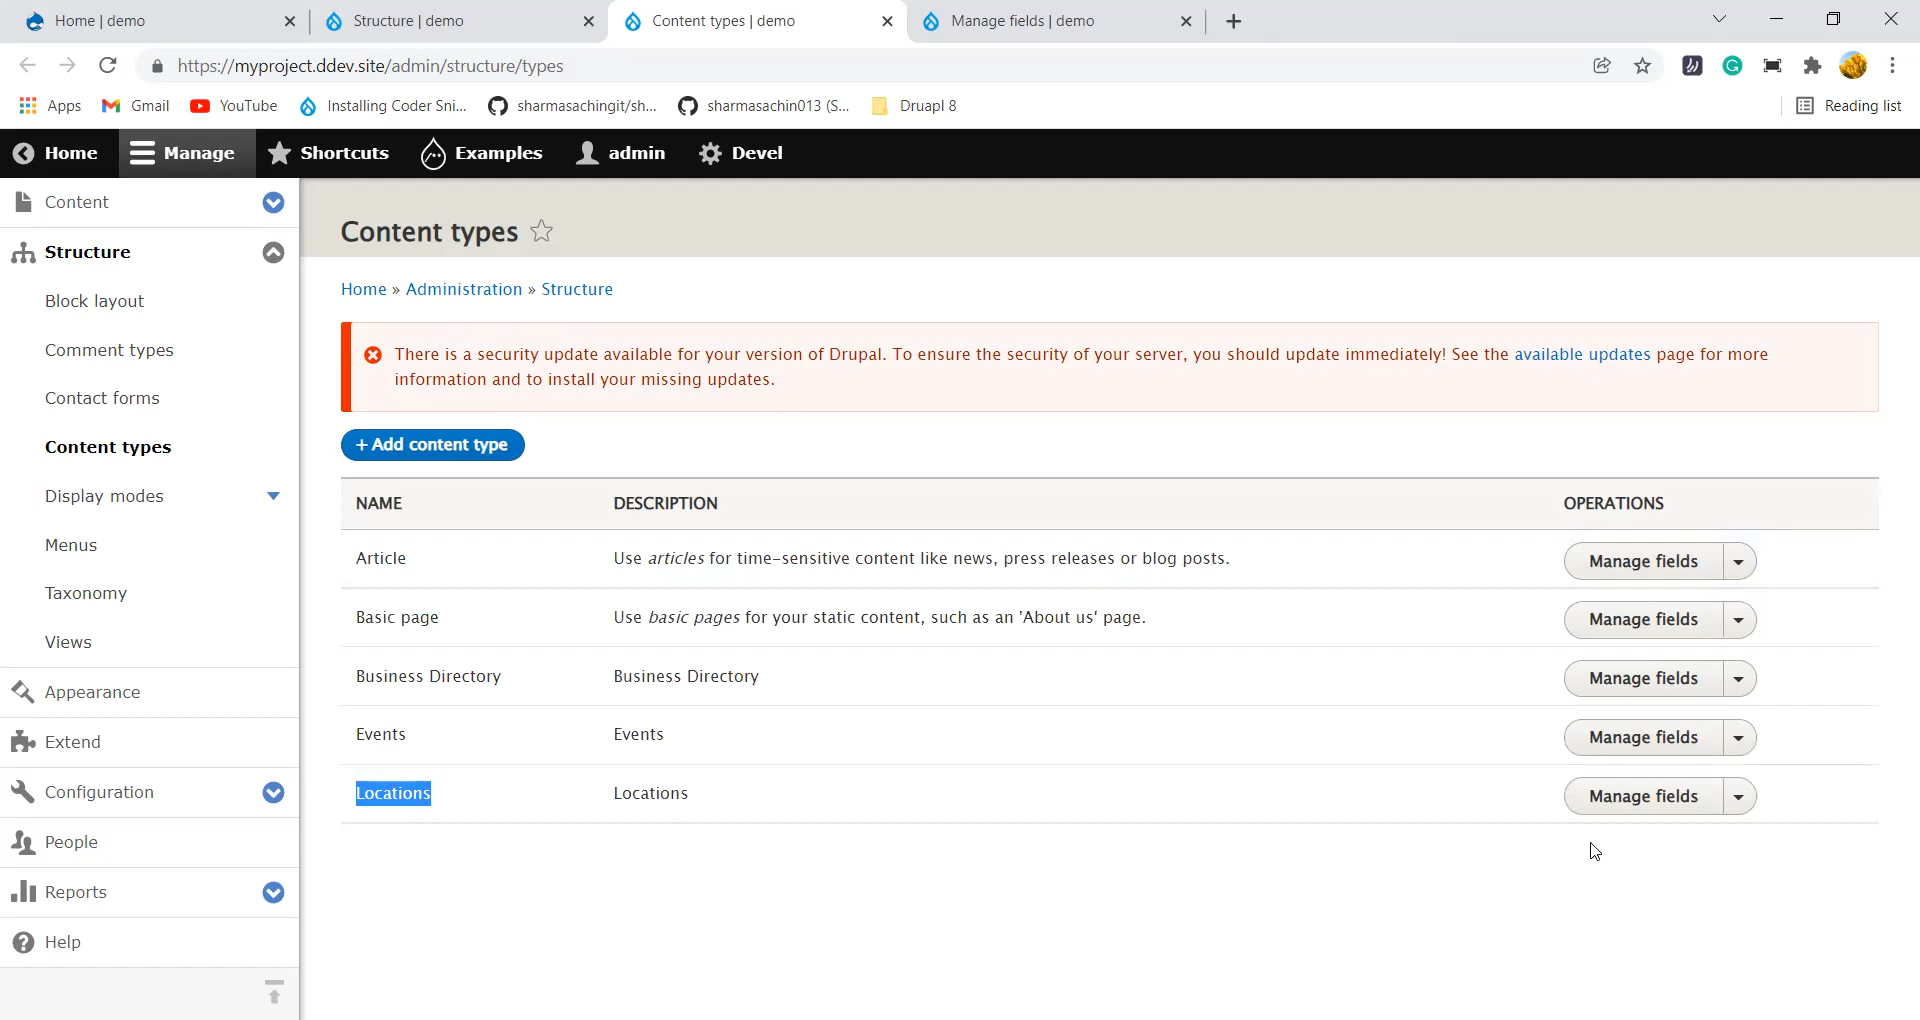 Home | demo
Structure | demo
Content types | demo
Manage fields | demo
https://myproject.ddev.site/admin/structure/types
Apps
Gmail
YouTube
Installing Coder Sni...
sharmasachingit/sh...
sharmasachin013 (S...
Druapl 8
Reading list
Home
Manage
Shortcuts
Examples
admin
Devel
Content
Structure
Block layout
Comment types
Contact forms
Content types
Display modes
Menus
Taxonomy
Views
Appearance
Extend
Configuration
People
Reports
Help
Content types
Home » Administration » Structure
There is a security update available for your version of Drupal. To ensure the security of your server, you should update immediately! See the available updates page for more
information and to install your missing updates.
+ Add content type
NAME DESCRIPTION OPERATIONS
Article Use articles for time-sensitive content like news, press releases or blog posts. Manage fields
Basic page Use basic pages for your static content, such as an 'About us' page. Manage fields
Business Directory Business Directory Manage fields
Events Events Manage fields
Locations Locations Manage fields